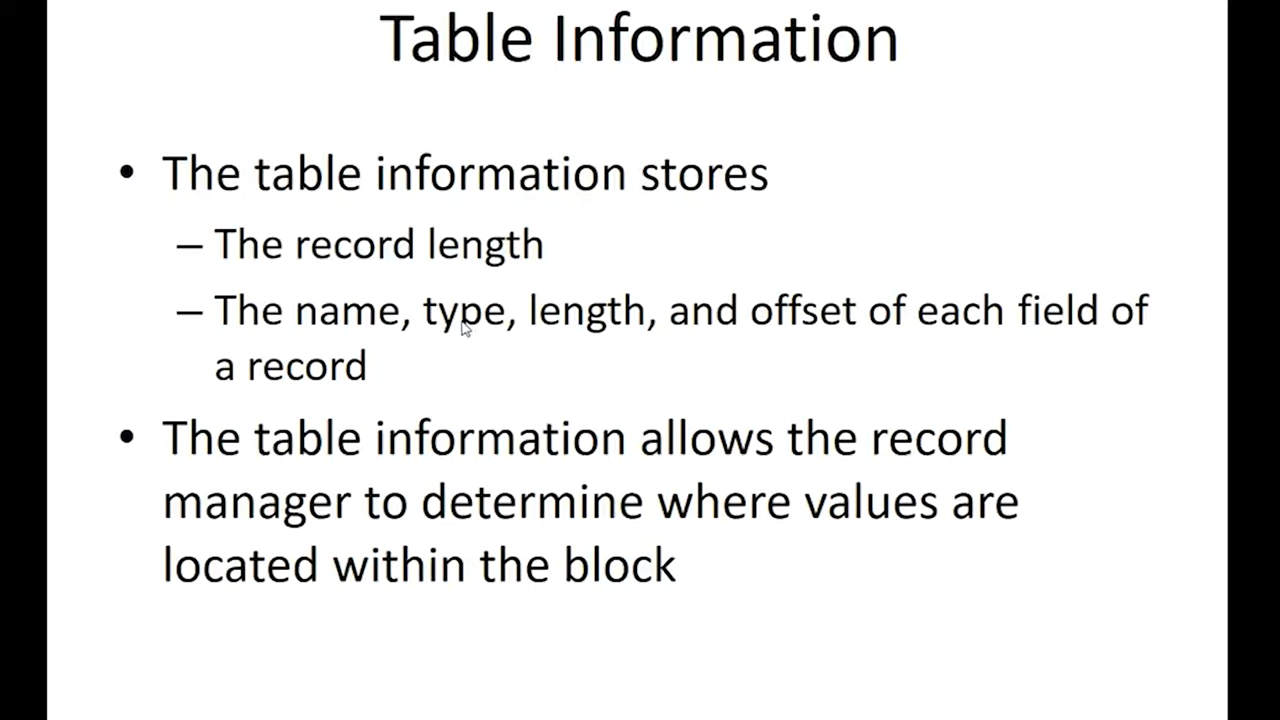 Table Information
• The table information stores
– The record length
– The name, type, length, and offset of each field of
a record
• The table information allows the record
manager to determine where values are
located within the block